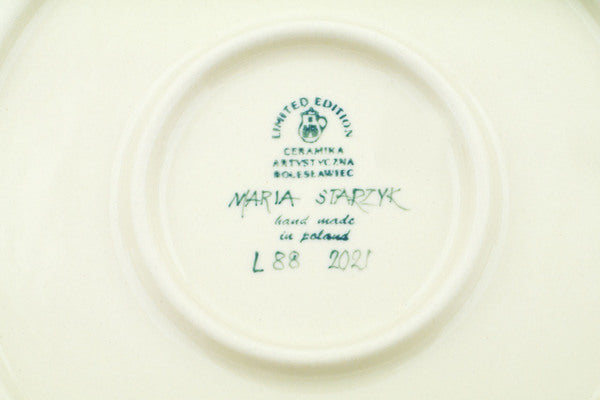 LIMITED EDITION
CERAMIKA
ARTYSTYCZNA
BOLESŁAWIEC
MARIA STARZYK
hand made
in poland
L 88 2021